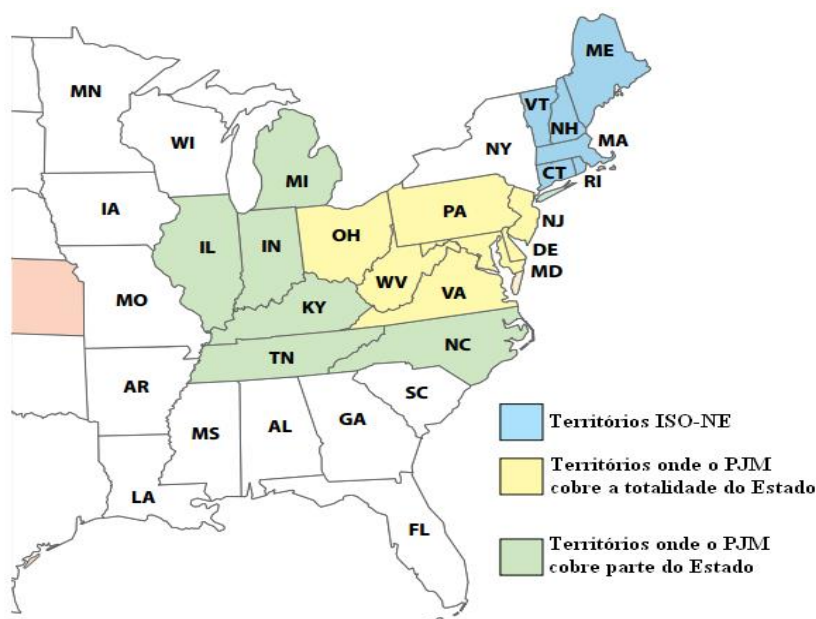 ME
MN
VT
NH
MA
WI
NY
CT
RI
MI
IA
PA
NJ
OH
IL
IN
DE
MD
WV
MO
VA
KY
NC
TN
AR
SC
MS
AL
GA
LA
FL
Territórios ISO-NE
Territórios onde o PJM
cobre a totalidade do Estado
Territórios onde o PJM
cobre parte do Estado